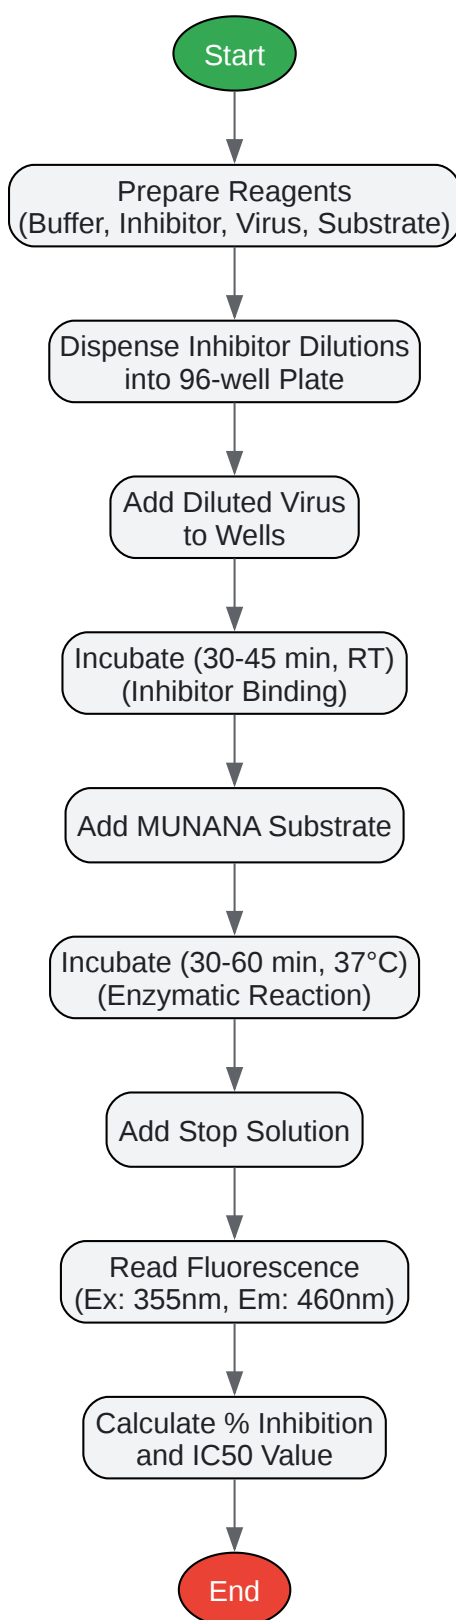 Start
Prepare Reagents
(Buffer, Inhibitor, Virus, Substrate)
Dispense Inhibitor Dilutions
into 96-well Plate
Add Diluted Virus
to Wells
Incubate (30-45 min, RT)
(Inhibitor Binding)
Add MUNANA Substrate
Incubate (30-60 min, 37°C)
(Enzymatic Reaction)
Add Stop Solution
Read Fluorescence
(Ex: 355nm, Em: 460nm)
Calculate % Inhibition
and IC50 Value
End